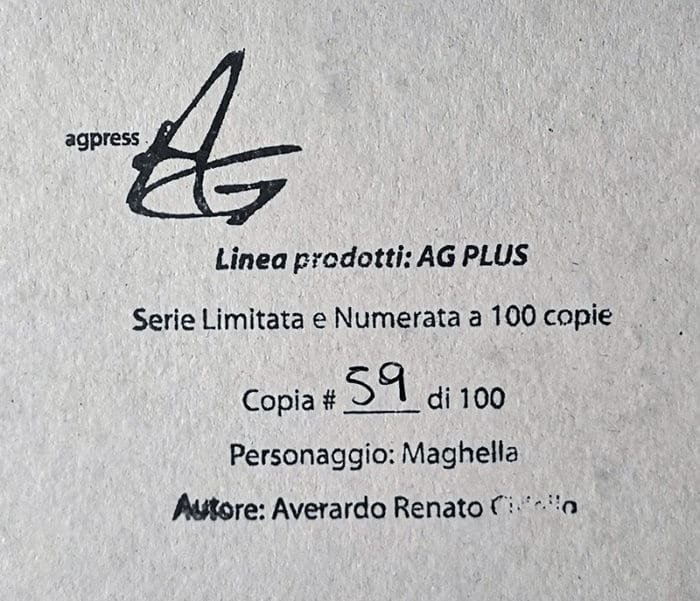 agpress AG
Linea prodotti: AG PLUS
Serie Limitata e Numerata a 100 copie
Copia # 59 di 100
Personaggio: Maghella
Autore: Averardo Renato